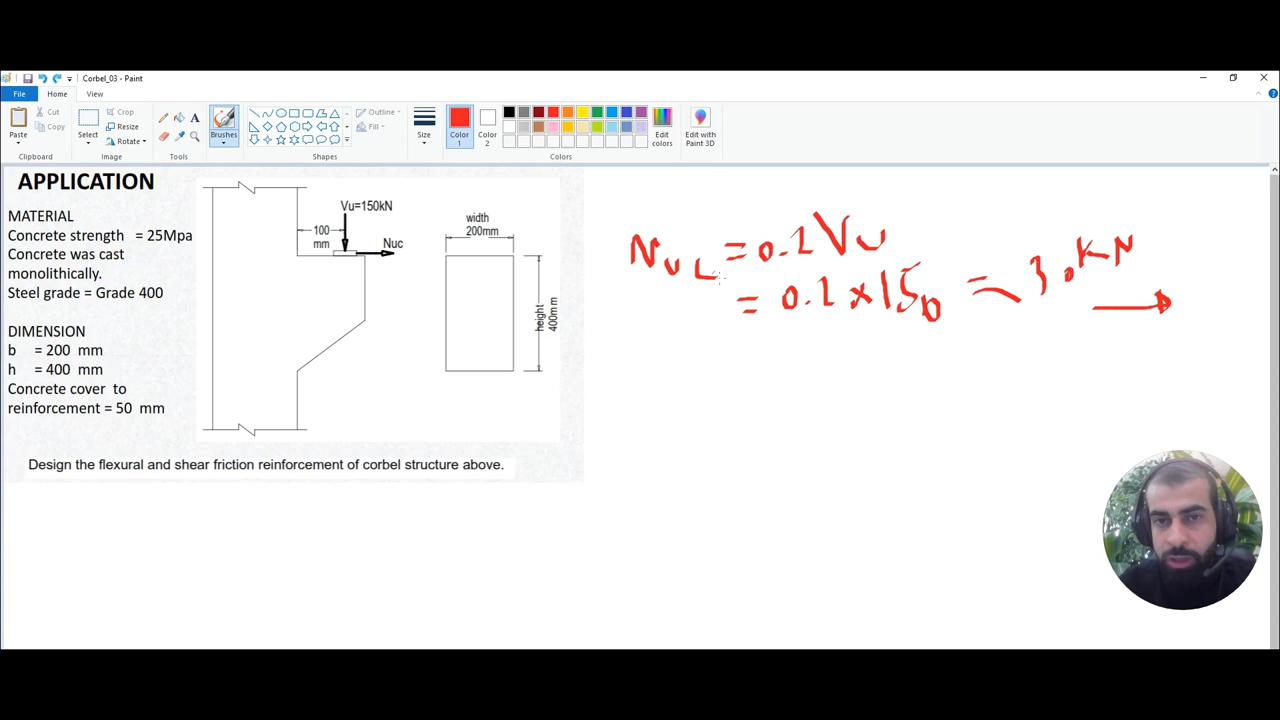 Corbel_03 - Paint
File
Home
View
Paste
Cut
Copy
Clipboard
Select
Crop
Resize
Rotate
Image
A
Tools
Brushes
Outline
Fill
Shapes
Size
Color
1
Color
2
Edit
colors
Colors
Edit with
Paint 3D
APPLICATION
MATERIAL
Concrete strength = 25Mpa
Concrete was cast
monolithically.
Steel grade = Grade 400
DIMENSION
b = 200 mm
h = 400 mm
Concrete cover to
reinforcement = 50 mm
Vu=150kN
100
mm
Nuc
width
200mm
height
400mm
Design the flexural and shear friction reinforcement of corbel structure above.
Nuc = 0.2 Vu
= 0.2 x 150 = 30 kN